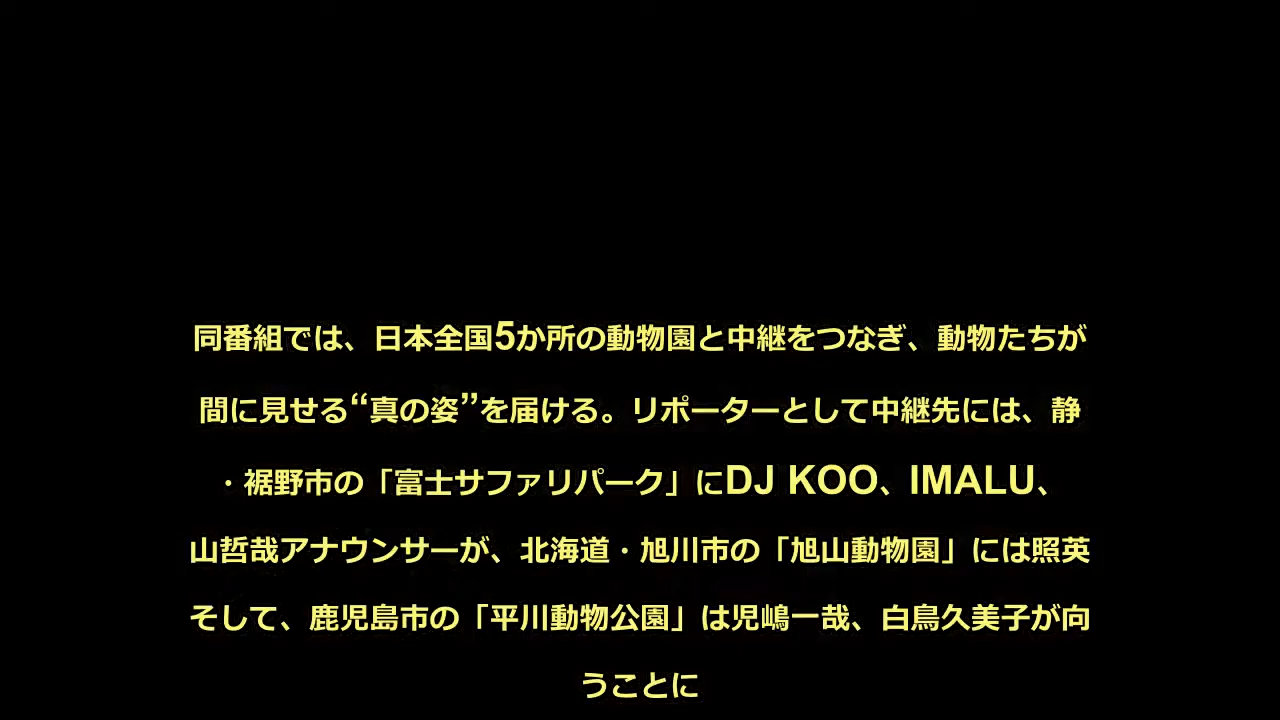 同番組では、日本全国5か所の動物園と中継をつなぎ、動物たちが
間に見せる“真の姿”を届ける。リポーターとして中継先には、静
・裾野市の「富士サファリパーク」にDJ KOO、IMALU、
山哲哉アナウンサーが、北海道・旭川市の「旭山動物園」には照英
そして、鹿児島市の「平川動物公園」は児嶋一哉、白鳥久美子が向
うことに